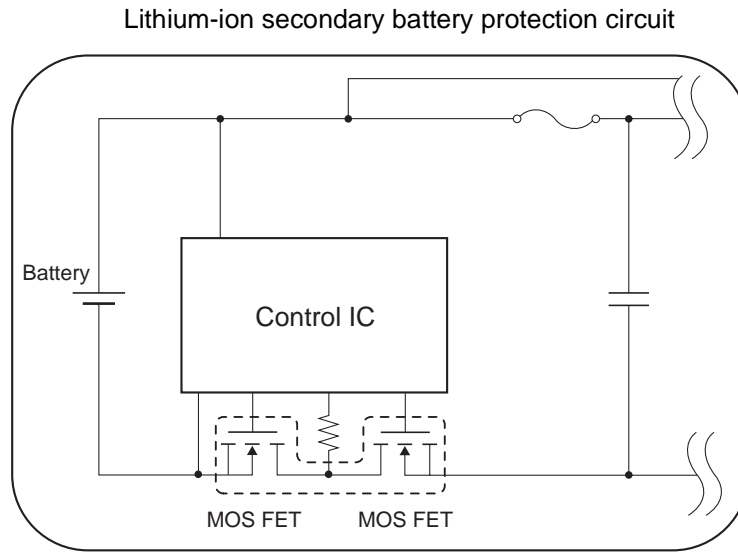 Lithium-ion secondary battery protection circuit
Battery
Control IC
MOS FET MOS FET